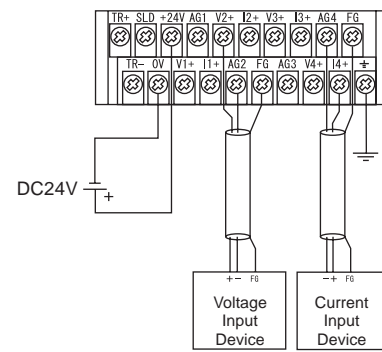 TR+ SLD +24V AG1 V2+ I2+ V3+ I3+ AG4 FG
TR- 0V V1+ I1+ AG2 FG AG3 V4+ I4+ ⏚
DC24V
+
+ - FG
- + FG
Voltage
Input
Device
Current
Input
Device